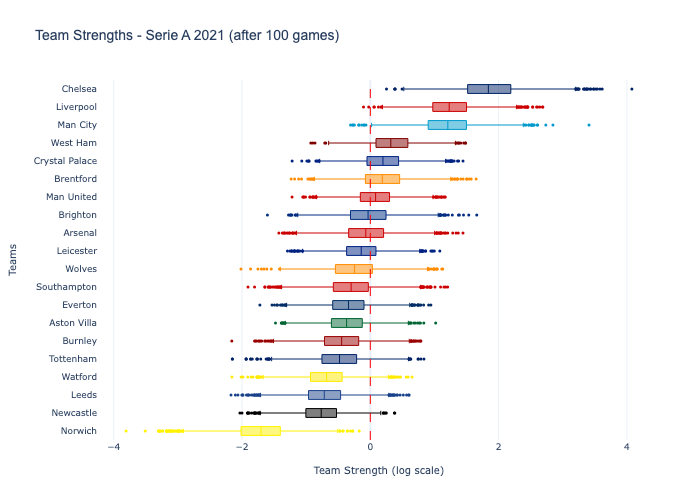 Team Strengths - Serie A 2021 (after 100 games)
Chelsea
Liverpool
Man City
West Ham
Crystal Palace
Brentford
Man United
Brighton
Arsenal
Leicester
Wolves
Southampton
Everton
Aston Villa
Burnley
Tottenham
Watford
Leeds
Newcastle
Norwich
Teams
−4 −2 0 2 4
Team Strength (log scale)